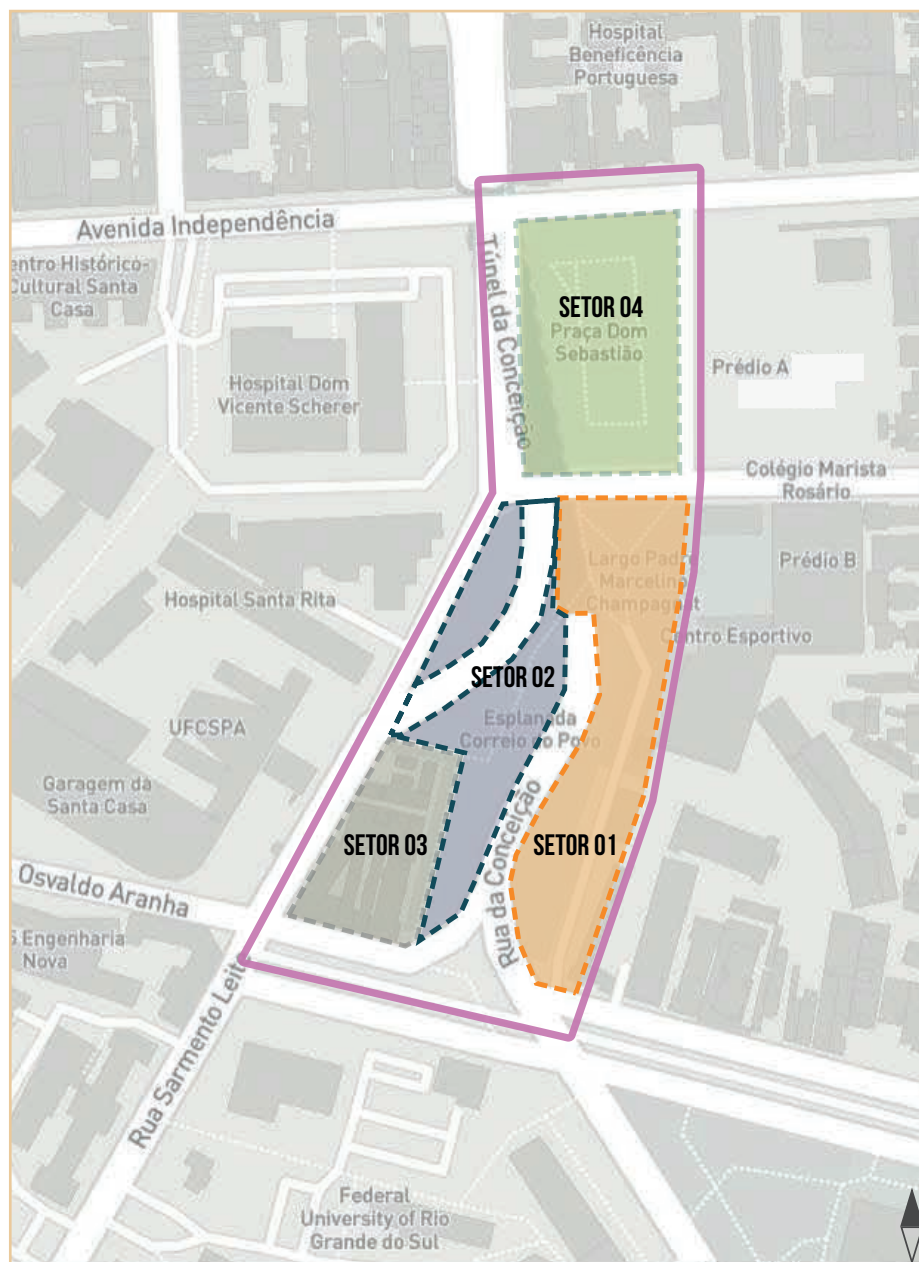 Hospital
Beneficência
Portuguesa
Avenida Independência
entro Histórico-
Cultural Santa
Casa
Túnel da Conceição
SETOR 04
Praça Dom
Sebastião
Hospital Dom
Vicente Scherer
Prédio A
Colégio Marista
Rosário
Largo Padre
Marcelino
Champagnat
Prédio B
Hospital Santa Rita
Centro Esportivo
SETOR 02
UFCSPA
Esplanada
Correio do Povo
Garagem da
Santa Casa
SETOR 03
SETOR 01
Rua da Conceição
Osvaldo Aranha
Engenharia
Nova
Rua Sarmento Leite
Federal
University of Rio
Grande do Sul